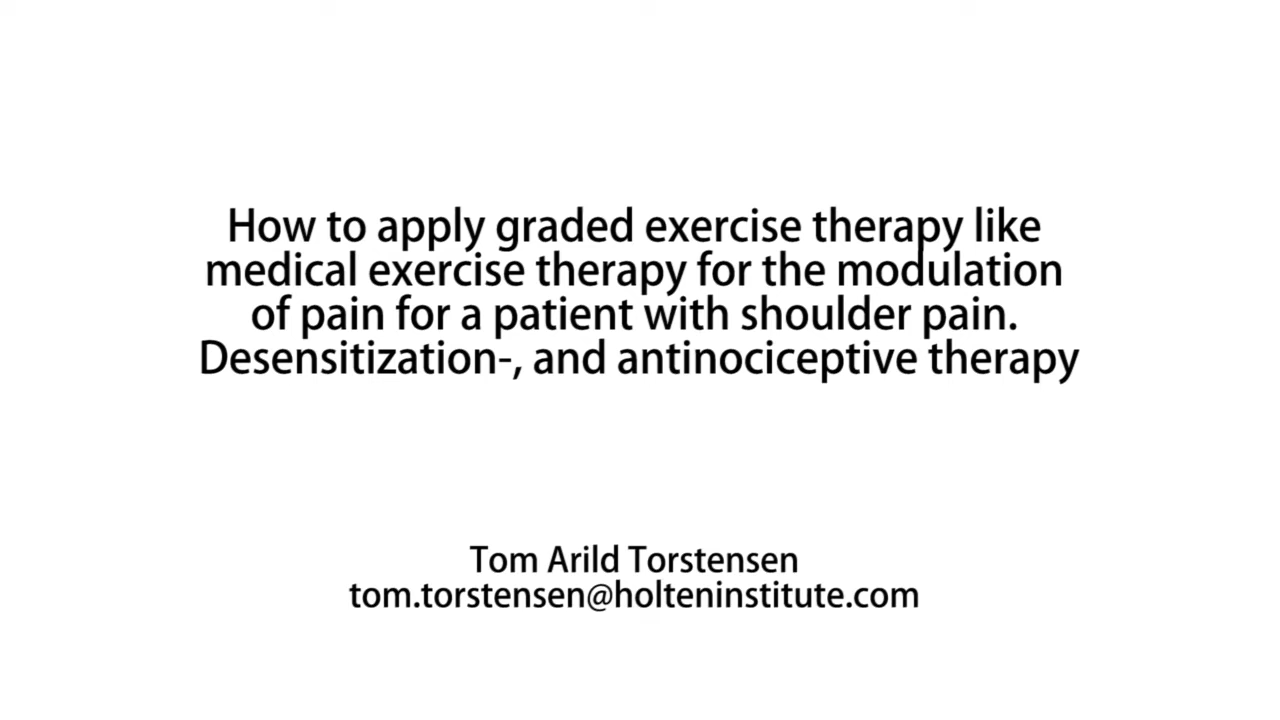 How to apply graded exercise therapy like
medical exercise therapy for the modulation
of pain for a patient with shoulder pain.
Desensitization-, and antinociceptive therapy
Tom Arild Torstensen
tom.torstensen@holteninstitute.com